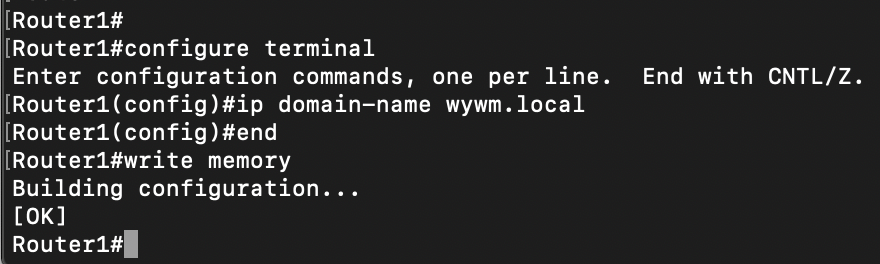 [Router1#
[Router1#configure terminal
Enter configuration commands, one per line.  End with CNTL/Z.
[Router1(config)#ip domain-name wywm.local
[Router1(config)#end
[Router1#write memory
Building configuration...
[OK]
Router1#